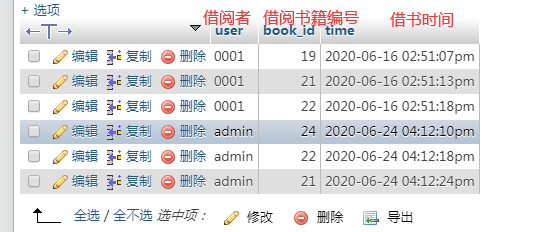 + 选项
借阅者 借阅书籍编号 借书时间
←T→ user book_id time
编辑 复制 删除 0001 19 2020-06-16 02:51:07pm
编辑 复制 删除 0001 21 2020-06-16 02:51:13pm
编辑 复制 删除 0001 22 2020-06-16 02:51:18pm
编辑 复制 删除 admin 24 2020-06-24 04:12:10pm
编辑 复制 删除 admin 22 2020-06-24 04:12:18pm
编辑 复制 删除 admin 21 2020-06-24 04:12:24pm
全选 / 全不选 选中项： 修改 删除 导出